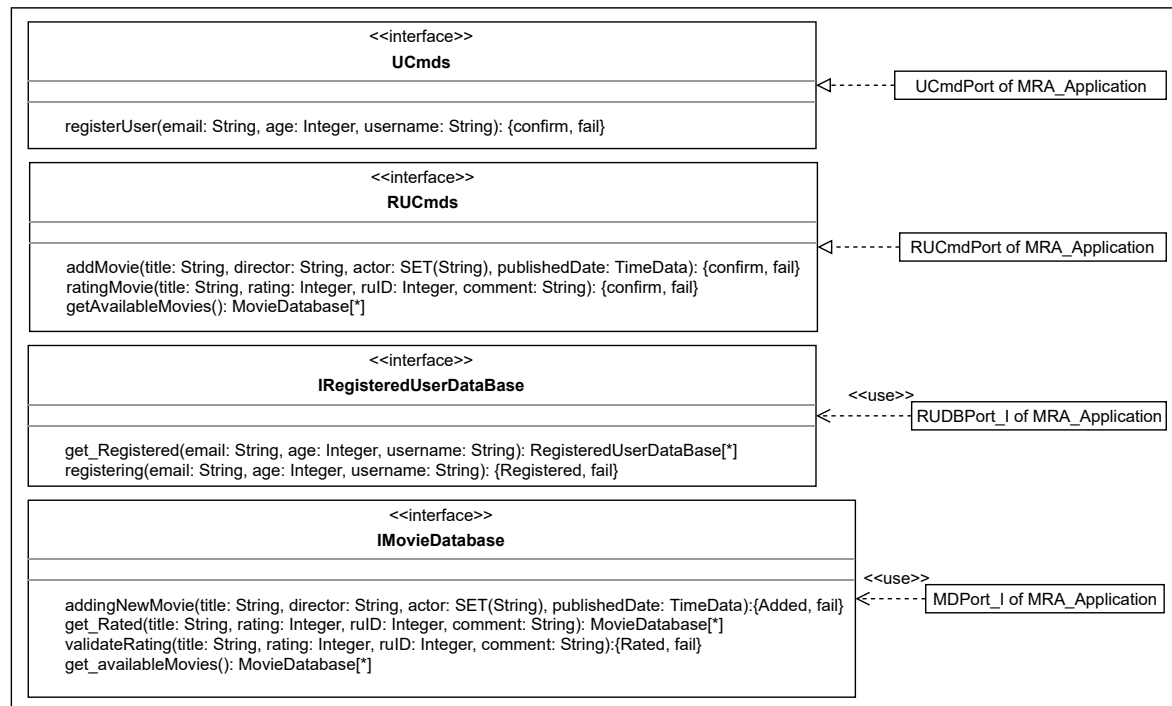 <<interface>>
UCmds
UCmdPort of MRA_Application
registerUser(email: String, age: Integer, username: String): {confirm, fail}
<<interface>>
RUCmds
RUCmdPort of MRA_Application
addMovie(title: String, director: String, actor: SET(String), publishedDate: TimeData): {confirm, fail}
ratingMovie(title: String, rating: Integer, ruID: Integer, comment: String): {confirm, fail}
getAvailableMovies(): MovieDatabase[*]
<<interface>>
IRegisteredUserDataBase
<<use>>
RUDBPort_I of MRA_Application
get_Registered(email: String, age: Integer, username: String): RegisteredUserDataBase[*]
registering(email: String, age: Integer, username: String): {Registered, fail}
<<interface>>
IMovieDatabase
<<use>>
MDPort_I of MRA_Application
addingNewMovie(title: String, director: String, actor: SET(String), publishedDate: TimeData):{Added, fail}
get_Rated(title: String, rating: Integer, ruID: Integer, comment: String): MovieDatabase[*]
validateRating(title: String, rating: Integer, ruID: Integer, comment: String):{Rated, fail}
get_availableMovies(): MovieDatabase[*]